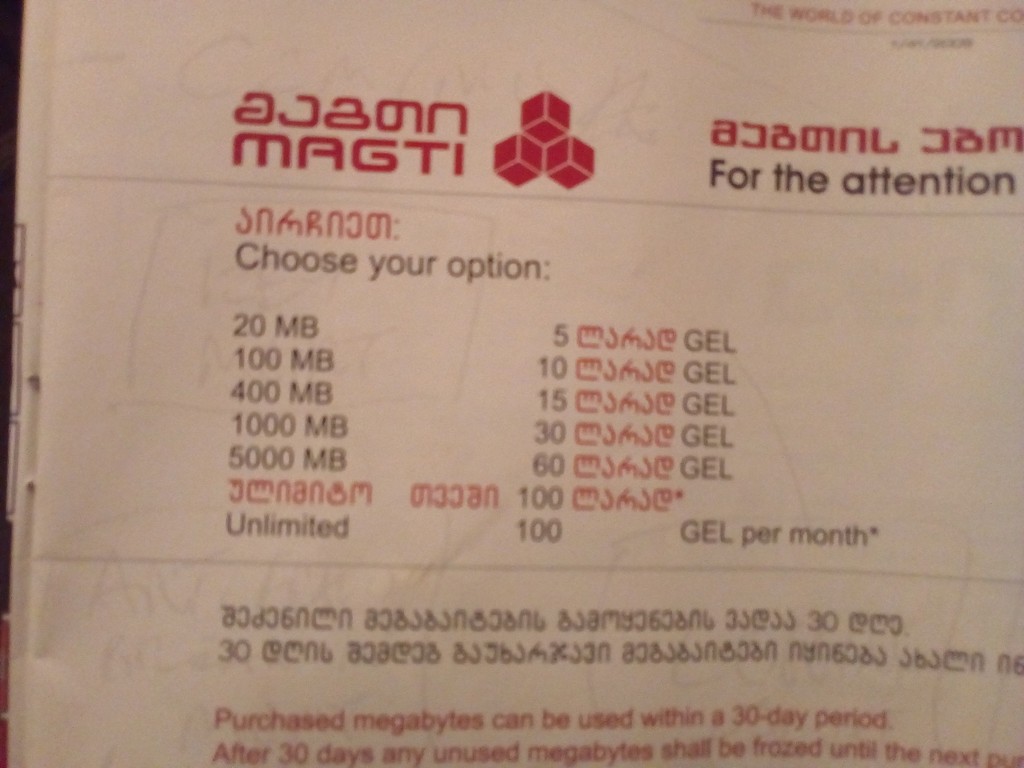 THE WORLD OF CONSTANT CO
მაგთი
MAGTI
მაგთის აბო
For the attention
აირჩიეთ:
Choose your option:
20 MB 5 ლარად GEL
100 MB 10 ლარად GEL
400 MB 15 ლარად GEL
1000 MB 30 ლარად GEL
5000 MB 60 ლარად GEL
ულიმიტო თვეში 100 ლარად*
Unlimited 100 GEL per month*
შეძენილი მეგაბაიტების გამოყენების ვადაა 30 დღე.
30 დღის შემდეგ გაუხარჯავი მეგაბაიტები იყინება ახალი ინ
Purchased megabytes can be used within a 30-day period.
After 30 days any unused megabytes shall be frozed until the next pur